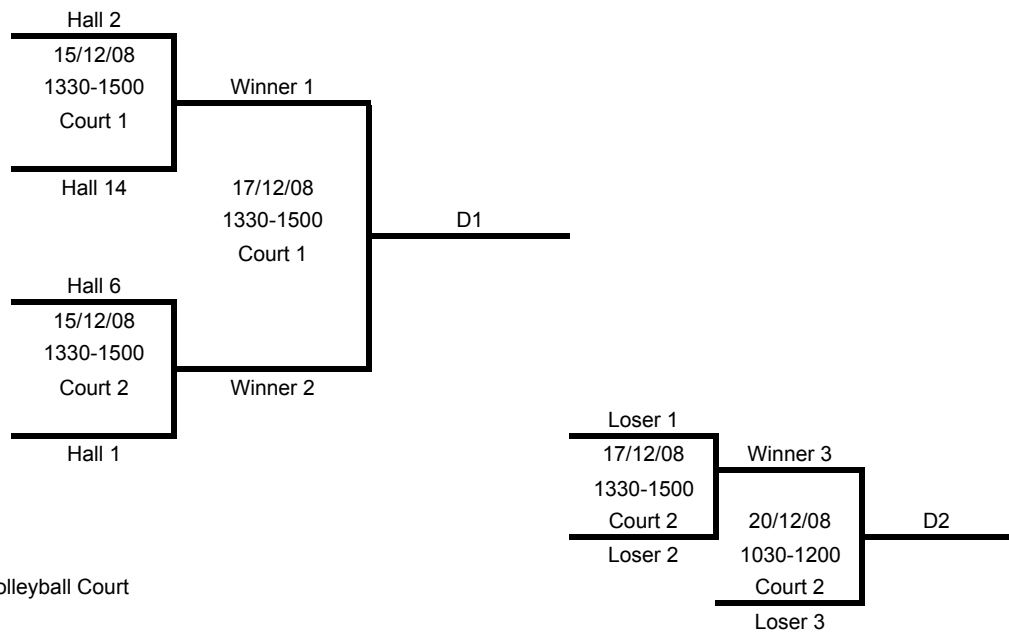 Hall 2
15/12/08
1330-1500
Court 1
Winner 1
Hall 14
17/12/08
1330-1500
Court 1
D1
Hall 6
15/12/08
1330-1500
Court 2
Winner 2
Hall 1
Loser 1
17/12/08
1330-1500
Court 2
Loser 2
Winner 3
20/12/08
1030-1200
Court 2
Loser 3
D2
olleyball Court